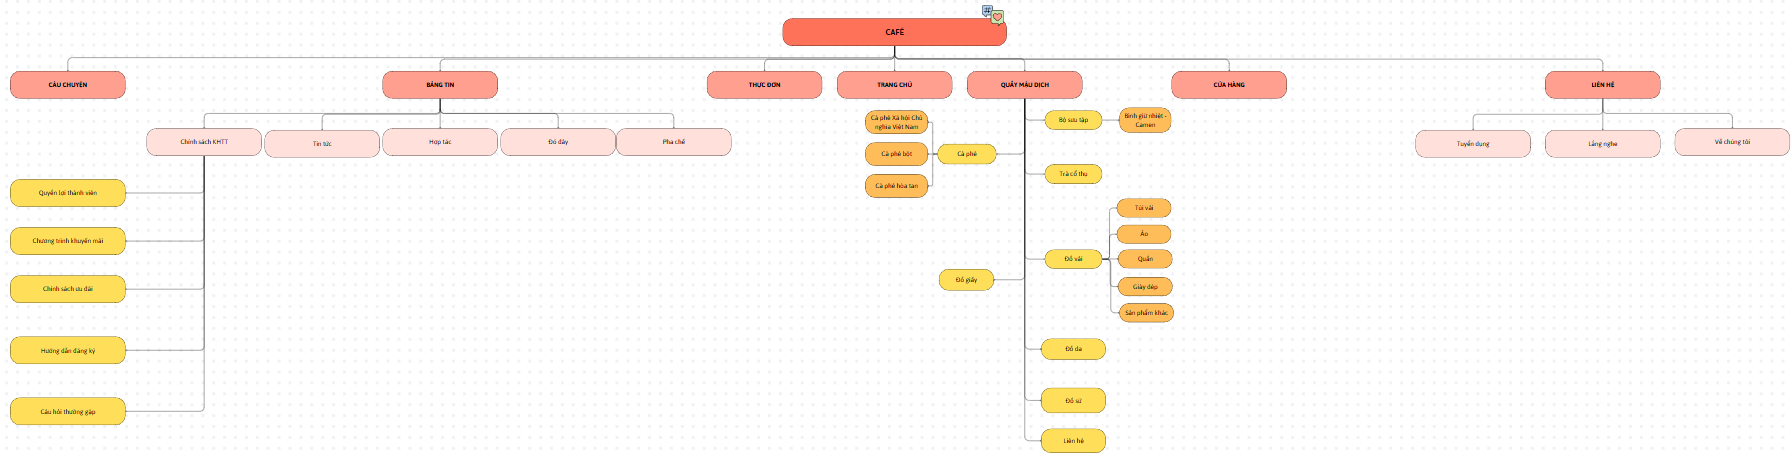 CAFÉ
CÂU CHUYỆN
BẢNG TIN
THỰC ĐƠN
TRANG CHỦ
QUẦY MẬU DỊCH
CỬA HÀNG
LIÊN HỆ
Chính sách KHTT
Tin tức
Hợp tác
Đó đây
Pha chế
Tuyển dụng
Lắng nghe
Về chúng tôi
Quyền lợi thành viên
Chương trình khuyến mãi
Chính sách ưu đãi
Hướng dẫn đăng ký
Câu hỏi thường gặp
Cà phê Xã hội Chủ
nghĩa Việt Nam
Cà phê bột
Cà phê hòa tan
Cà phê
Đồ giấy
Bộ sưu tập
Bình giữ nhiệt -
Camen
Trà cổ thụ
Đồ vải
Túi vải
Áo
Quần
Giày dép
Sản phẩm khác
Đồ da
Đồ sứ
Liên hệ